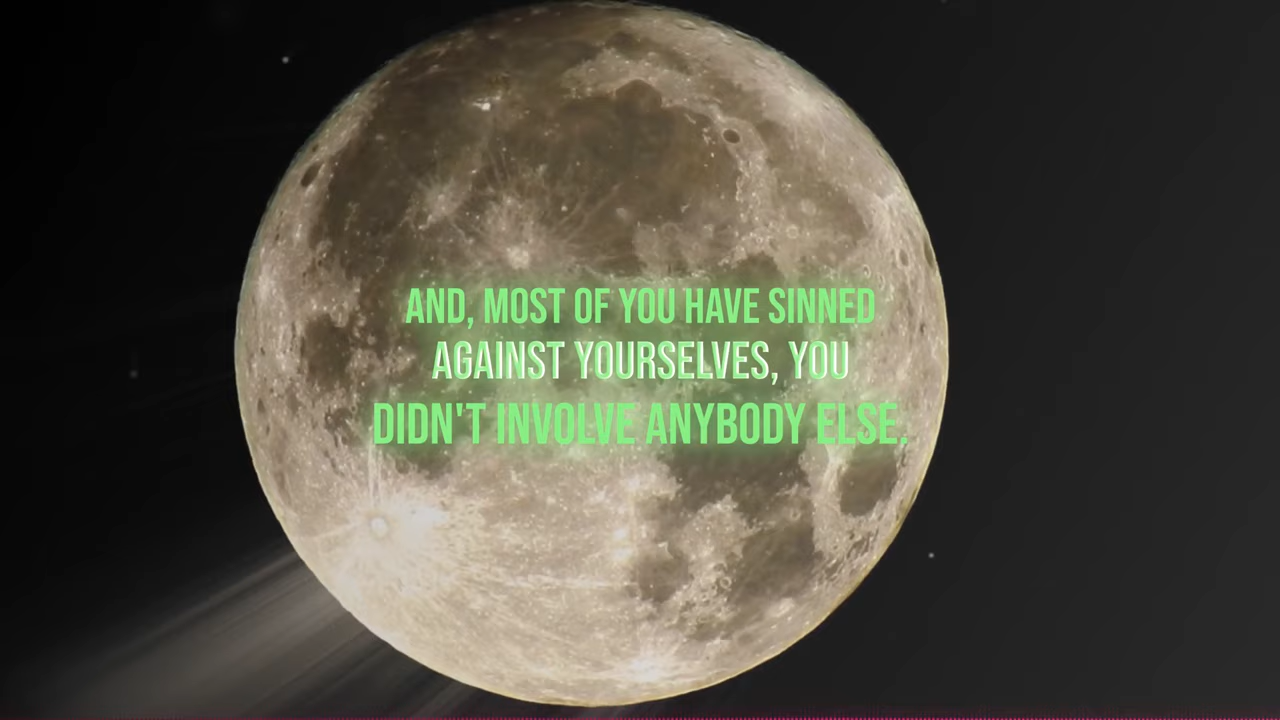 AND, MOST OF YOU HAVE SINNED
AGAINST YOURSELVES, YOU
DIDN'T INVOLVE ANYBODY ELSE.